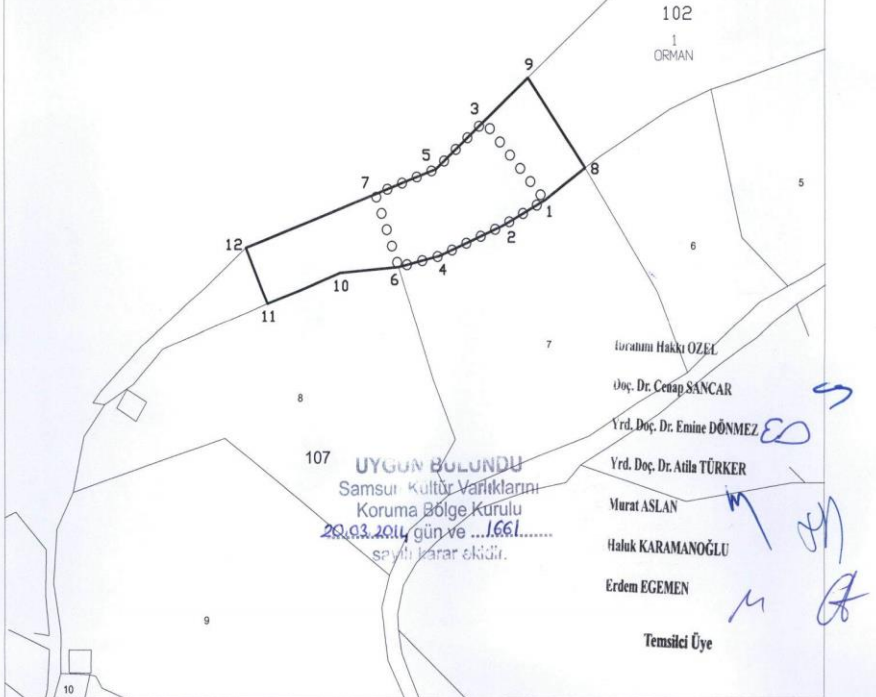 102
1
ORMAN
9
3
5
8
7
5
1
12
2
6
4
10
6
11
7
İbrahim Hakkı ÖZEL
Doç. Dr. Cenap SANCAR
8
Yrd. Doç. Dr. Emine DÖNMEZ
107
UYGUN BULUNDU
Yrd. Doç. Dr. Atila TÜRKER
Samsun Kültür Varlıklarını
Koruma Bölge Kurulu
Murat ASLAN
20.03.2014 gün ve ...1661.......
sayılı karar ekidir.
Haluk KARAMANOĞLU
Erdem EGEMEN
9
Temsilci Üye
10